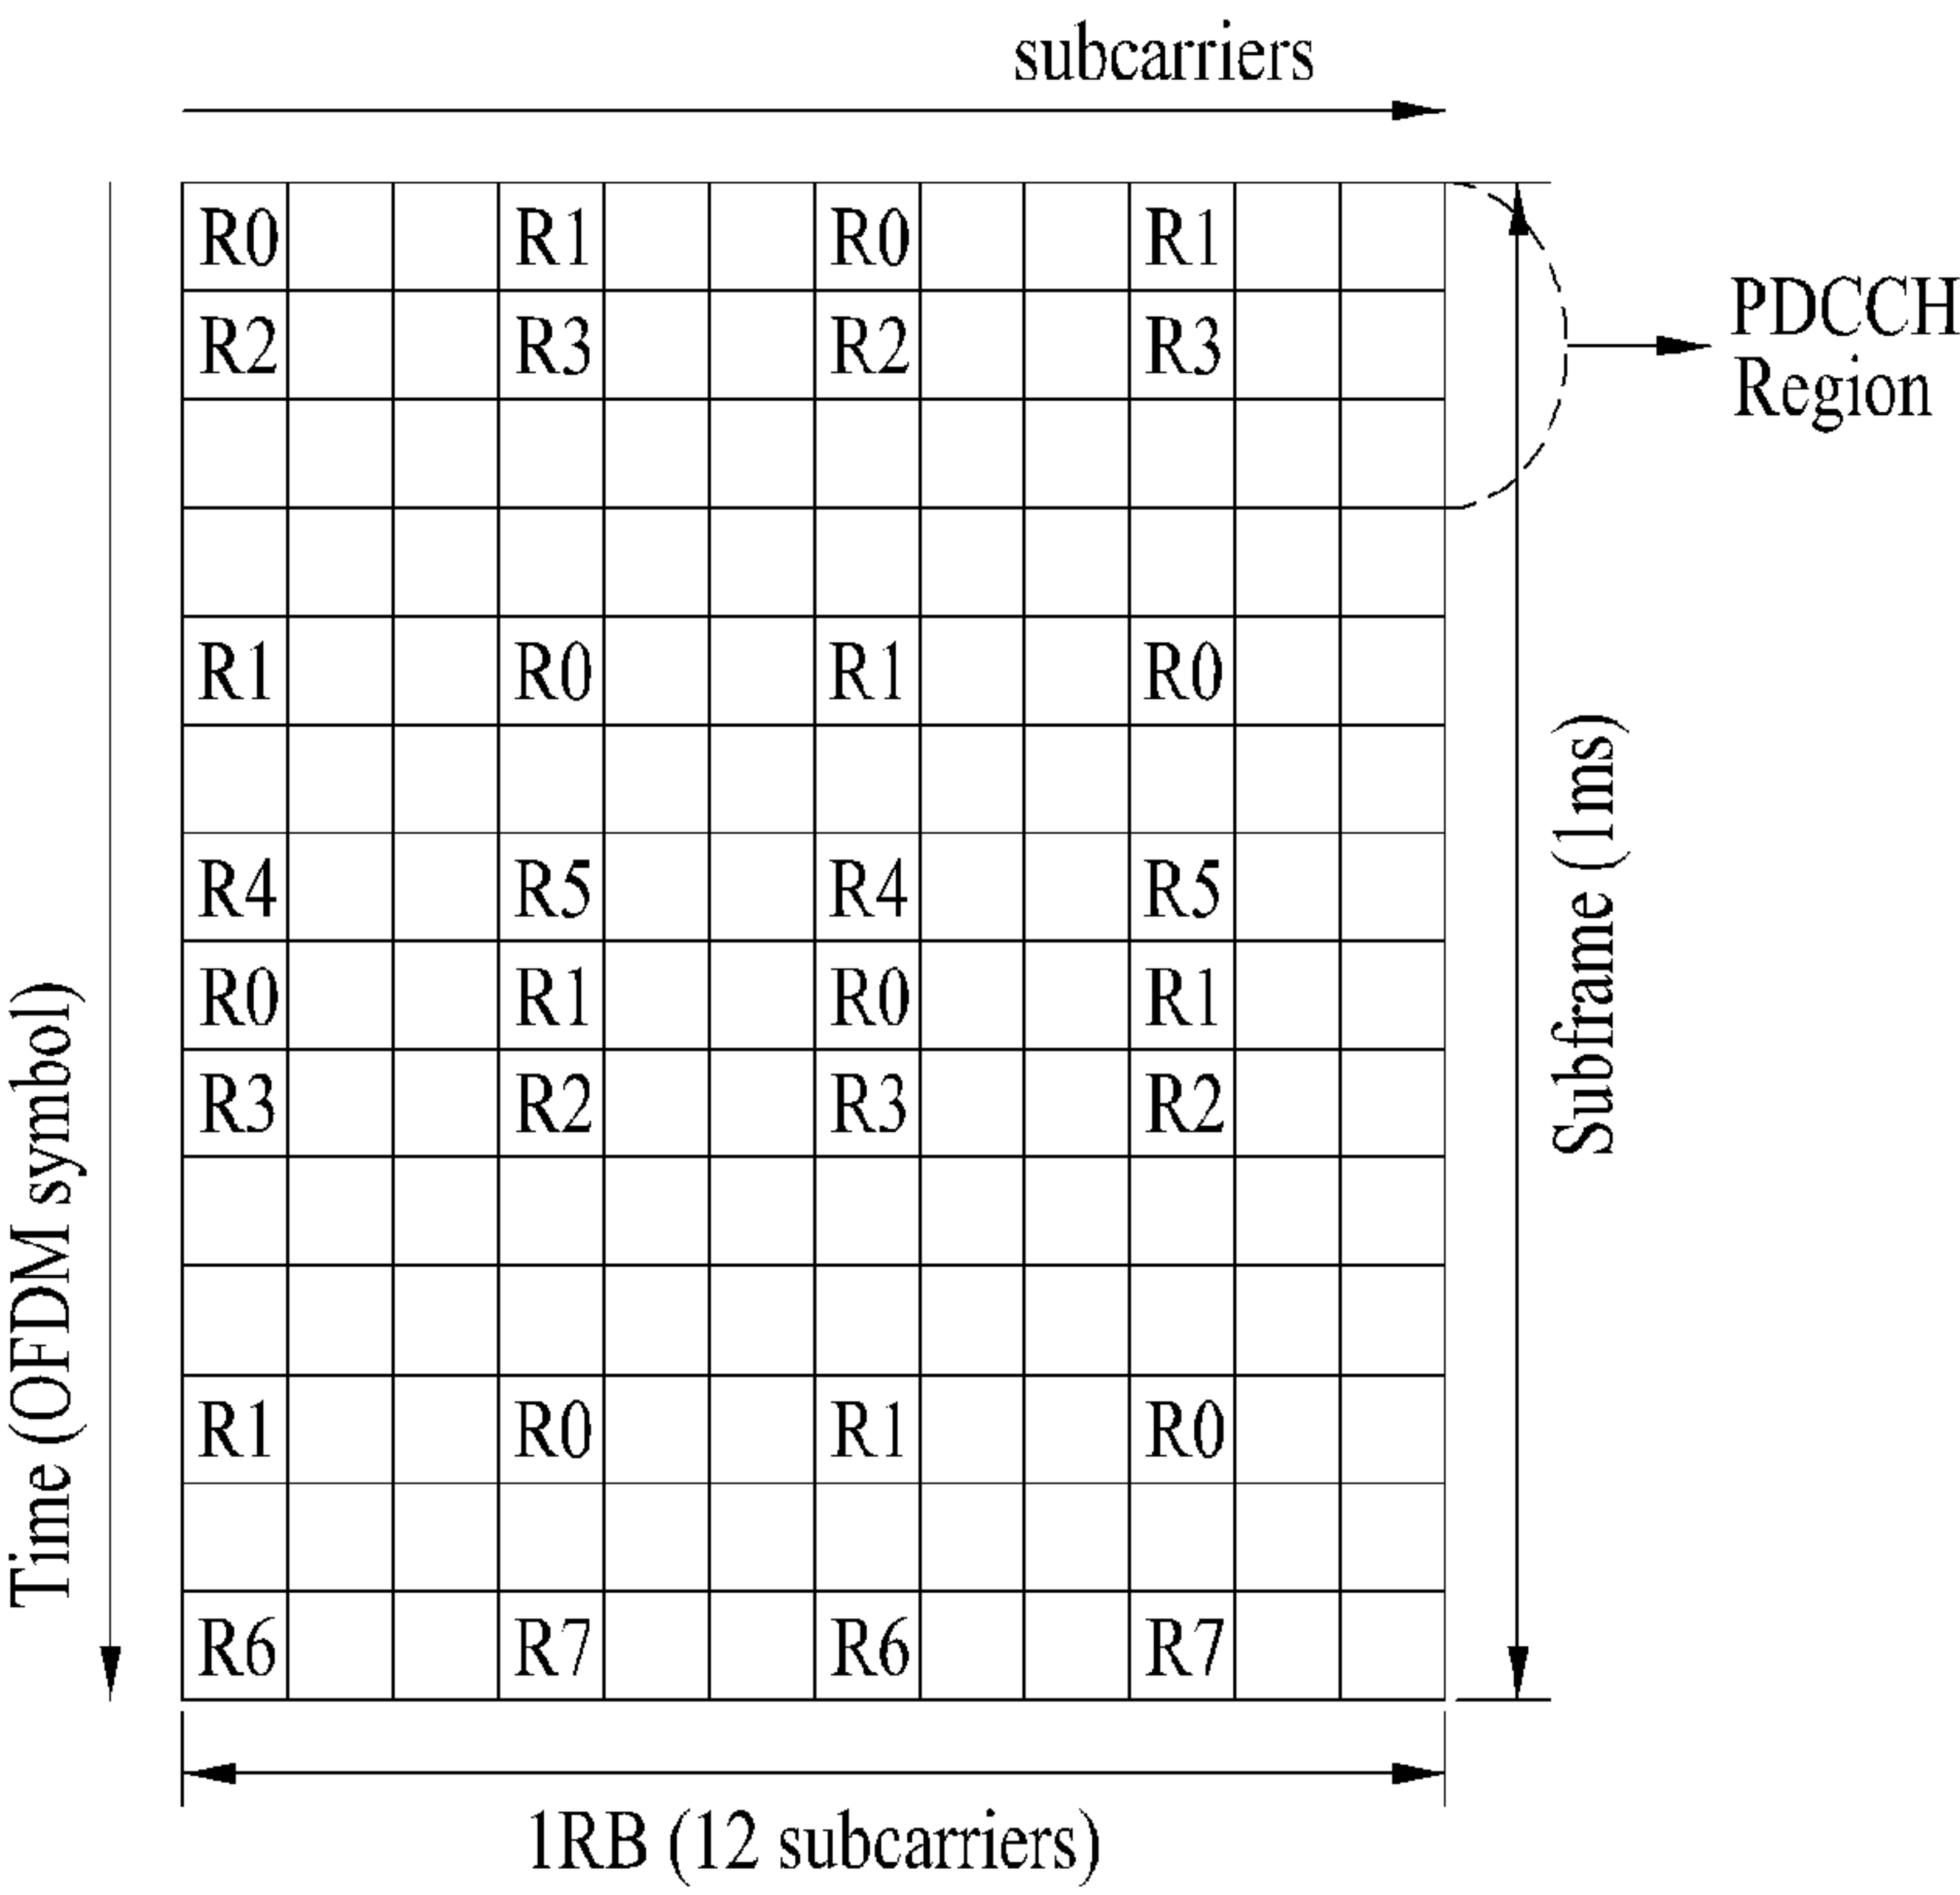 subcarriers
R0 R1 R0 R1
R2 R3 R2 R3
PDCCH
Region
R1 R0 R1 R0
R4 R5 R4 R5
R0 R1 R0 R1
R3 R2 R3 R2
R1 R0 R1 R0
R6 R7 R6 R7
Time (OFDM symbol)
Subframe (1ms)
1RB (12 subcarriers)